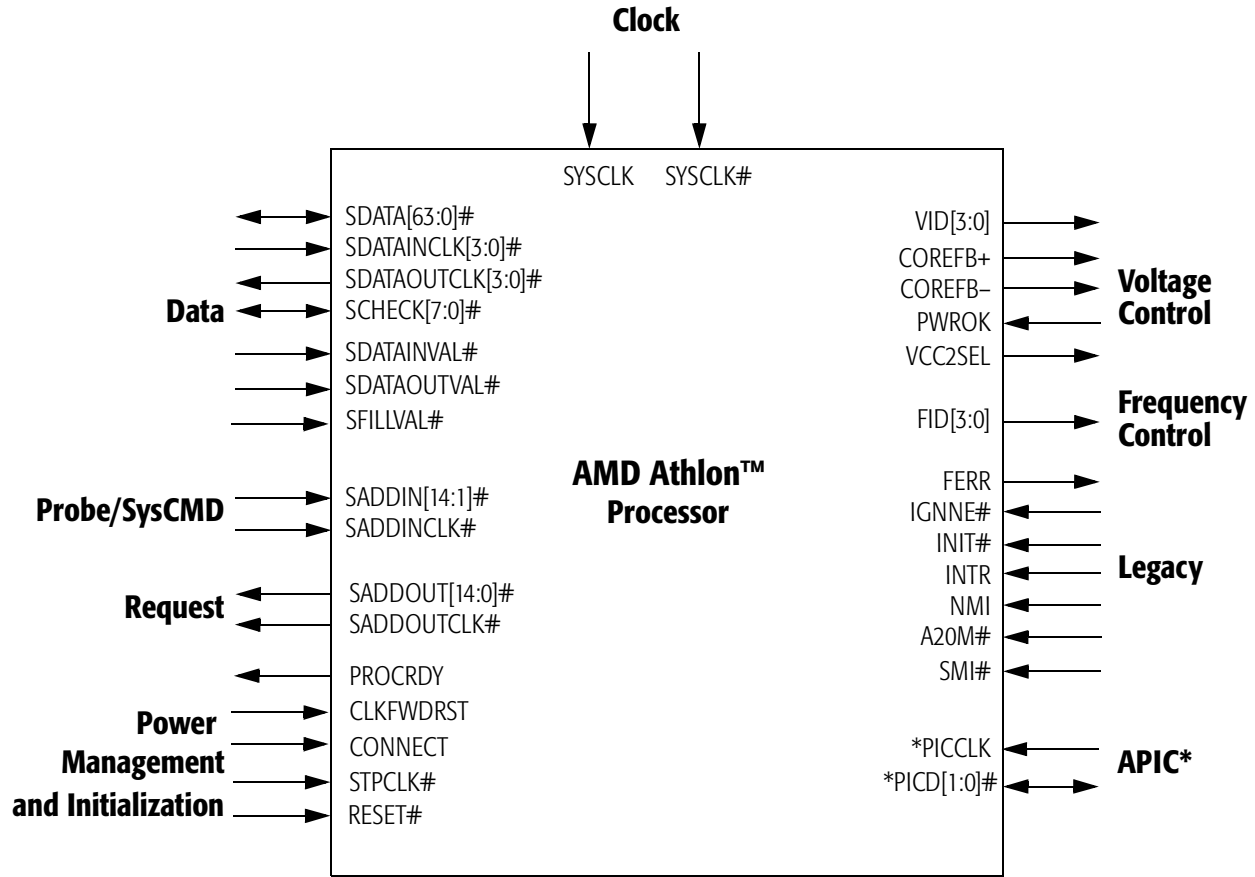 Clock
SYSCLK SYSCLK#
Data
SDATA[63:0]#
SDATAINCLK[3:0]#
SDATAOUTCLK[3:0]#
SCHECK[7:0]#
SDATAINVAL#
SDATAOUTVAL#
SFILLVAL#
Probe/SysCMD
SADDIN[14:1]#
SADDINCLK#
Request
SADDOUT[14:0]#
SADDOUTCLK#
Power
Management
and Initialization
PROCRDY
CLKFWDRST
CONNECT
STPCLK#
RESET#
AMD Athlon™
Processor
VID[3:0]
COREFB+
COREFB–
PWROK
VCC2SEL
Voltage
Control
FID[3:0]
Frequency
Control
FERR
IGNNE#
INIT#
INTR
NMI
A20M#
SMI#
Legacy
*PICCLK
*PICD[1:0]#
APIC*